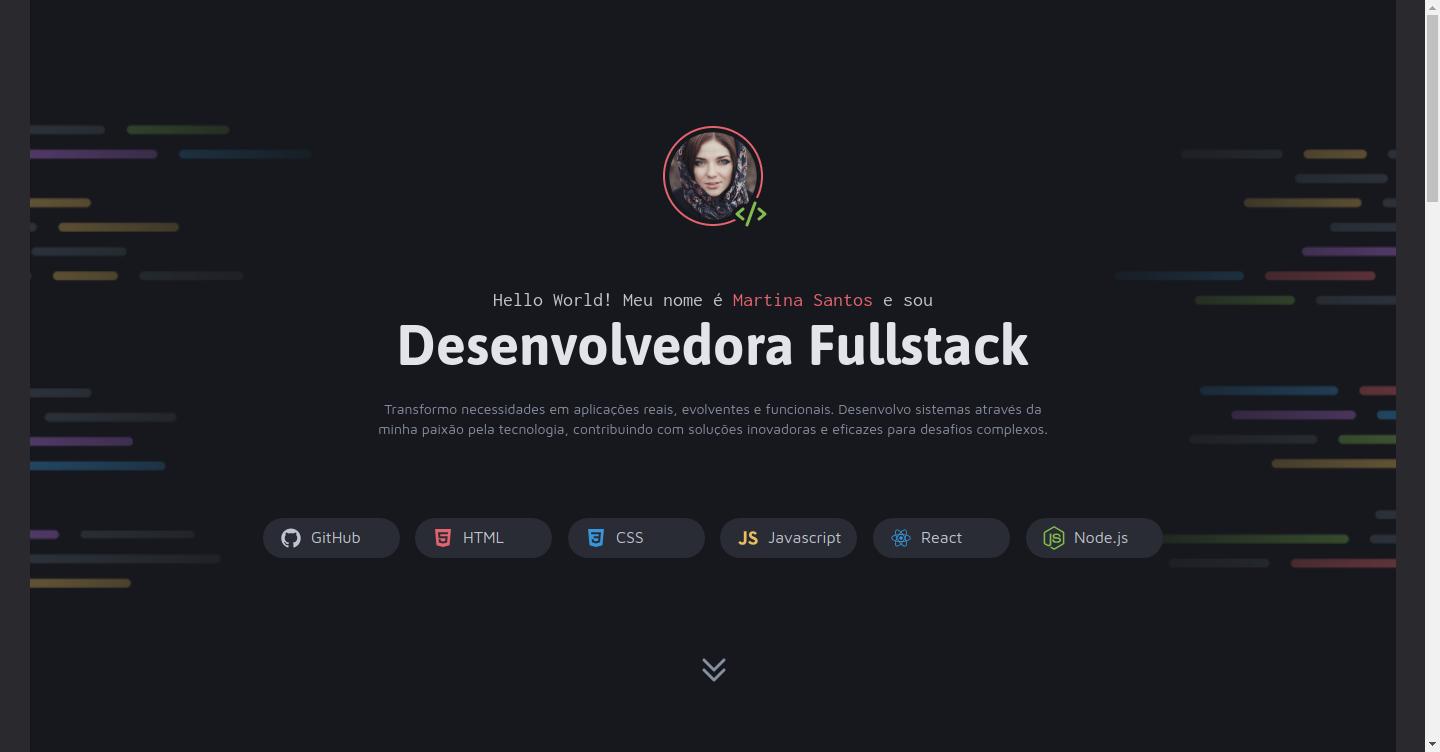 Hello World! Meu nome é Martina Santos e sou
Desenvolvedora Fullstack
Transformo necessidades em aplicações reais, evolventes e funcionais. Desenvolvo sistemas através da
minha paixão pela tecnologia, contribuindo com soluções inovadoras e eficazes para desafios complexos.
GitHub
HTML
CSS
JS Javascript
React
Node.js